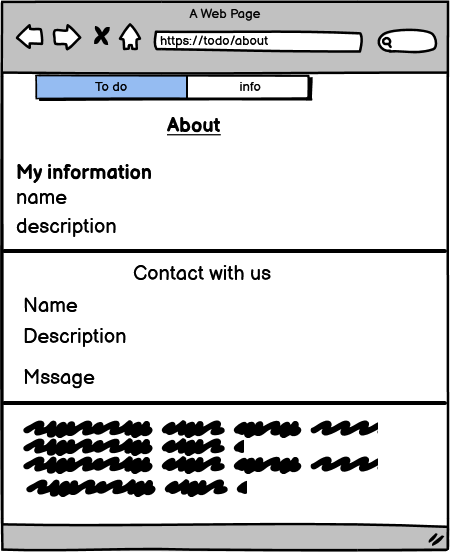 A Web Page
https://todo/about
To do info
About
My information
name
description
Contact with us
Name
Description
Mssage